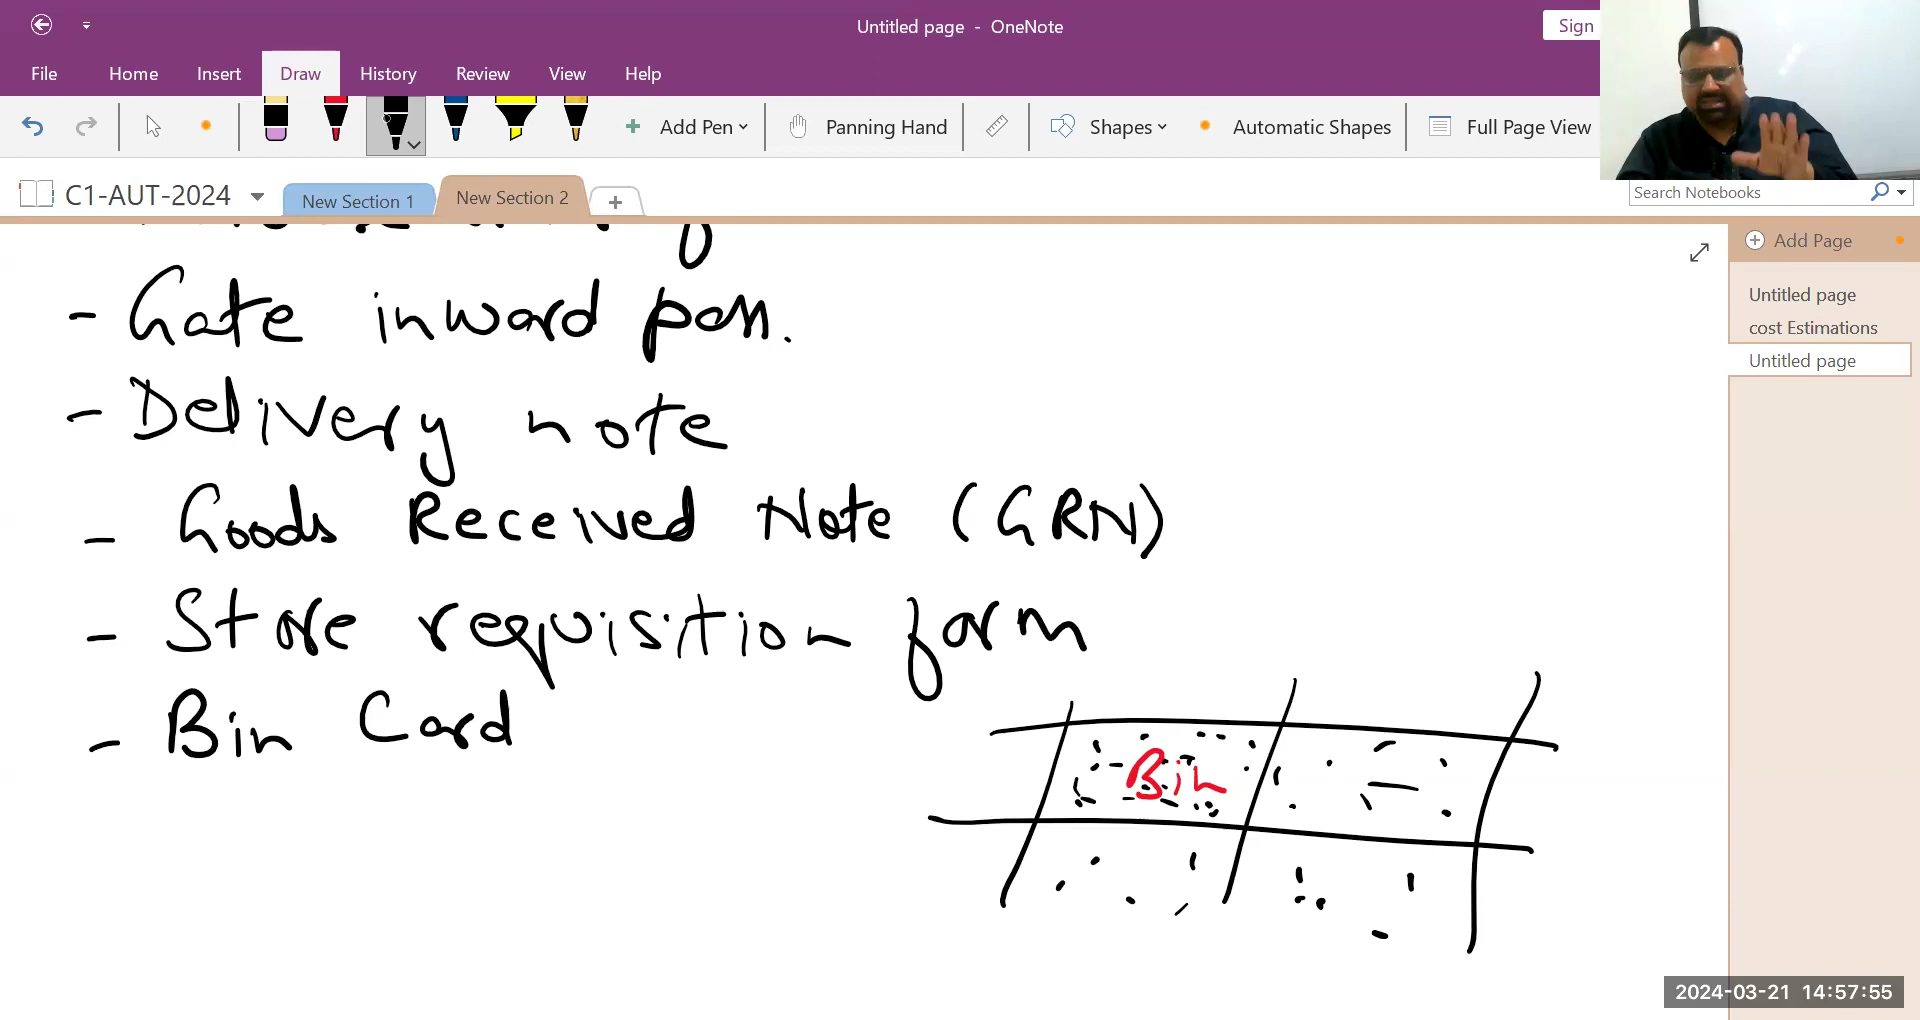 Untitled page - OneNote
Sign
File Home Insert Draw History Review View Help
Add Pen Panning Hand Shapes Automatic Shapes Full Page View
C1-AUT-2024 New Section 1 New Section 2
Search Notebooks
Add Page
Untitled page
cost Estimations
Untitled page
- Gate inward pass.
- Delivery note
- Goods Received Note (GRN)
- Store requisition form
- Bin Card
Bin
2024-03-21 14:57:55